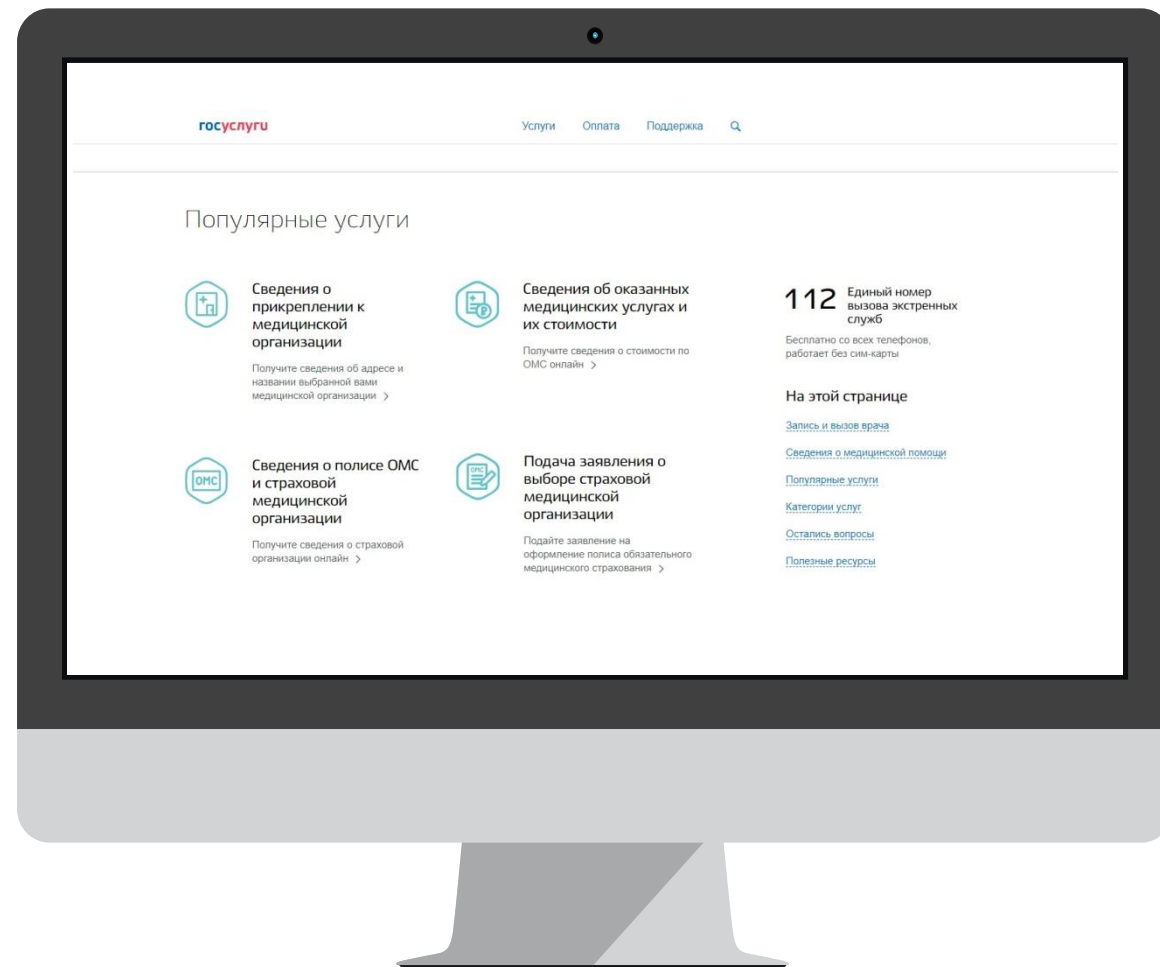 госуслуги
Услуги Оплата Поддержка
Популярные услуги
Сведения о
прикреплении к
медицинской
организации
Получите сведения об адресе и
названии выбранной вами
медицинской организации >
Сведения об оказанных
медицинских услугах и
их стоимости
Получите сведения о стоимости по
ОМС онлайн >
ОМС
Сведения о полисе ОМС
и страховой
медицинской
организации
Получите сведения о страховой
организации онлайн >
ОМС
Подача заявления о
выборе страховой
медицинской
организации
Подайте заявление на
оформление полиса обязательного
медицинского страхования >
112
Единый номер
вызова экстренных
служб
Бесплатно со всех телефонов,
работает без сим-карты
На этой странице
Запись и вызов врача
Сведения о медицинской помощи
Популярные услуги
Категории услуг
Остались вопросы
Полезные ресурсы